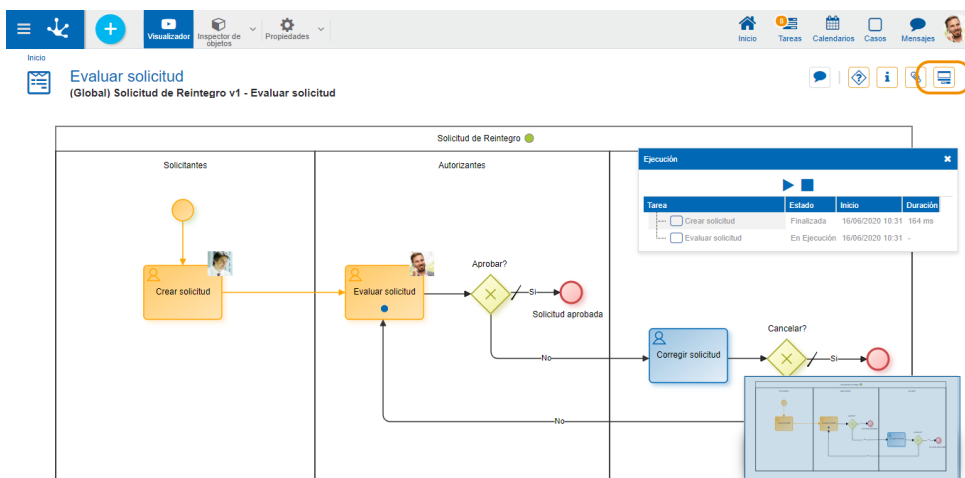 Visualizador
Inspector de
objetos
Propiedades
Inicio
0
Tareas
Calendarios
Casos
Mensajes
Inicio
Evaluar solicitud
(Global) Solicitud de Reintegro v1 - Evaluar solicitud
Solicitud de Reintegro
Solicitantes
Autorizantes
Ejecución
Tarea
Estado
Inicio
Duración
Crear solicitud
Finalizada
16/06/2020 10:31
164 ms
Evaluar solicitud
En Ejecución
16/06/2020 10:31
-
Crear solicitud
Evaluar solicitud
Aprobar?
Si
Solicitud aprobada
No
Corregir solicitud
Cancelar?
Si
No